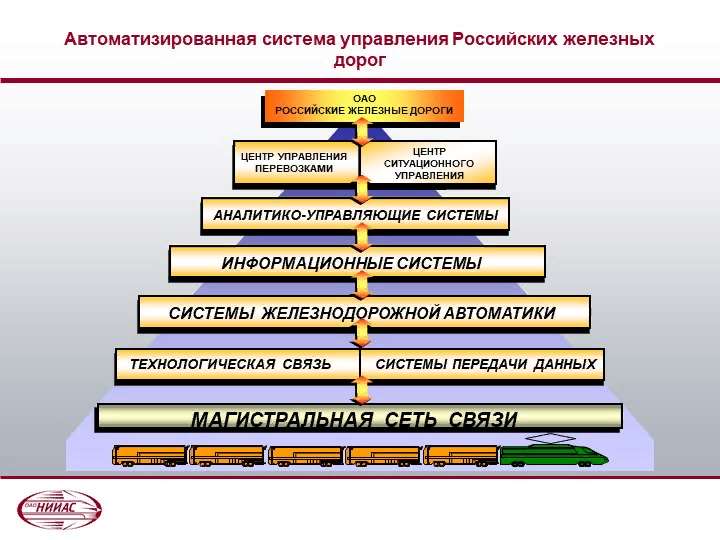 Автоматизированная система управления Российских железных
дорог
ОАО
РОССИЙСКИЕ ЖЕЛЕЗНЫЕ ДОРОГИ
ЦЕНТР УПРАВЛЕНИЯ
ПЕРЕВОЗКАМИ
ЦЕНТР
СИТУАЦИОННОГО
УПРАВЛЕНИЯ
АНАЛИТИКО-УПРАВЛЯЮЩИЕ СИСТЕМЫ
ИНФОРМАЦИОННЫЕ СИСТЕМЫ
СИСТЕМЫ ЖЕЛЕЗНОДОРОЖНОЙ АВТОМАТИКИ
ТЕХНОЛОГИЧЕСКАЯ СВЯЗЬ
СИСТЕМЫ ПЕРЕДАЧИ ДАННЫХ
МАГИСТРАЛЬНАЯ СЕТЬ СВЯЗИ
ОАО НИИАС